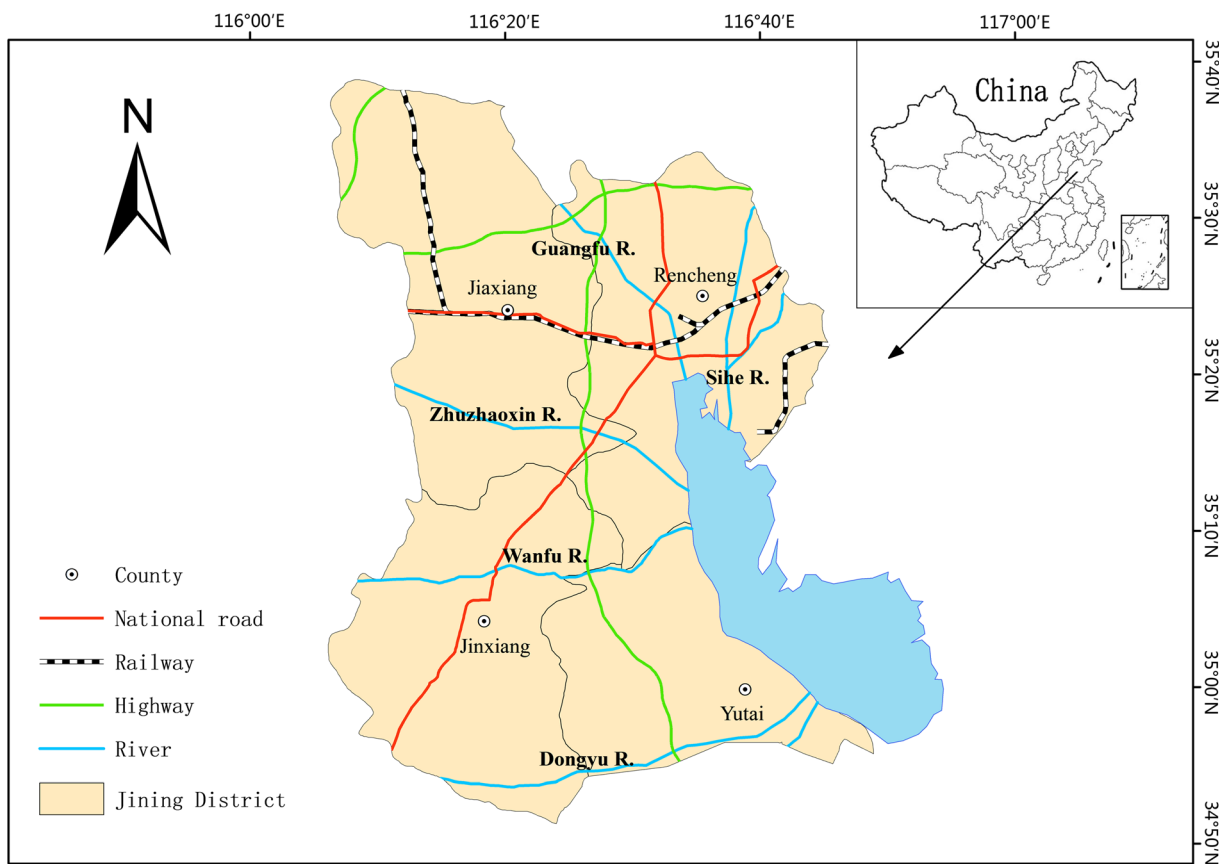 116°00′E
116°20′E
116°40′E
117°00′E
35°40′N
35°30′N
35°20′N
35°10′N
35°00′N
34°50′N
N
China
Guangfu R.
Rencheng
Jiaxiang
Sihe R.
Zhuzhaoxin R.
Wanfu R.
Jinxiang
Yutai
Dongyu R.
County
National road
Railway
Highway
River
Jining District